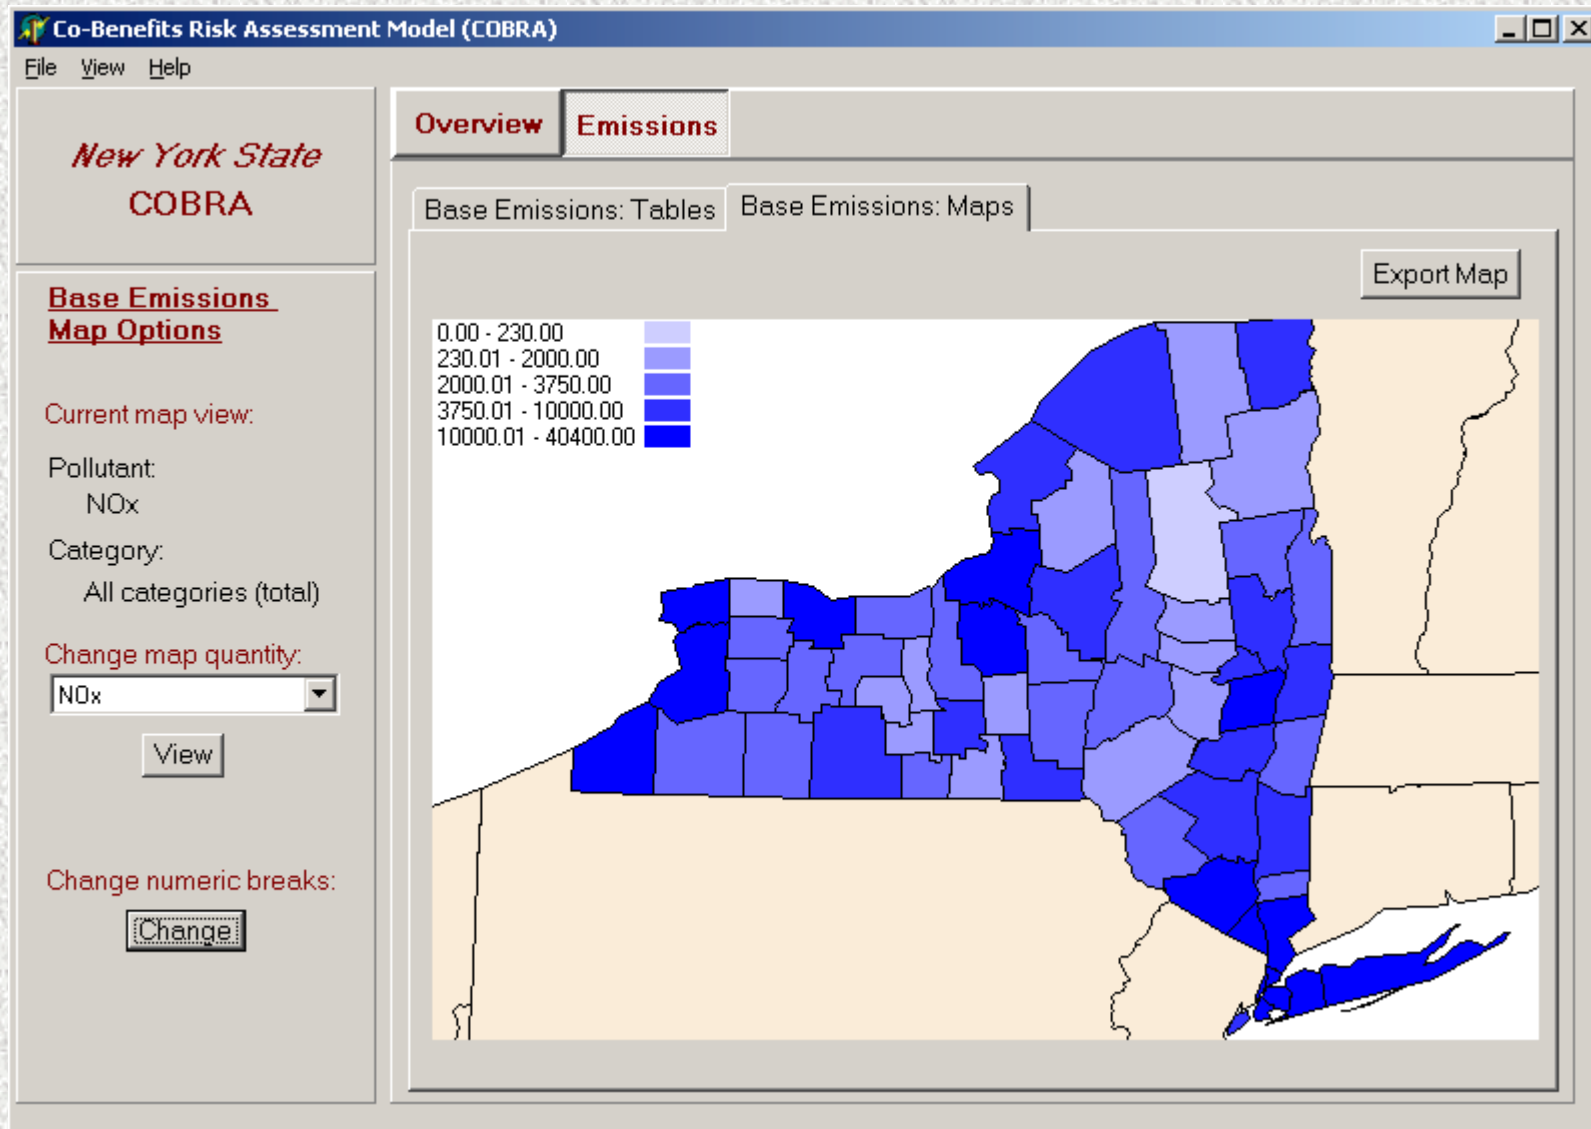 Co-Benefits Risk Assessment Model (COBRA)
File View Help
New York State
COBRA
Base Emissions
Map Options
Current map view:
Pollutant:
NOx
Category:
All categories (total)
Change map quantity:
NOx
View
Change numeric breaks:
Change
Overview Emissions
Base Emissions: Tables Base Emissions: Maps
Export Map
0.00 - 230.00
230.01 - 2000.00
2000.01 - 3750.00
3750.01 - 10000.00
10000.01 - 40400.00